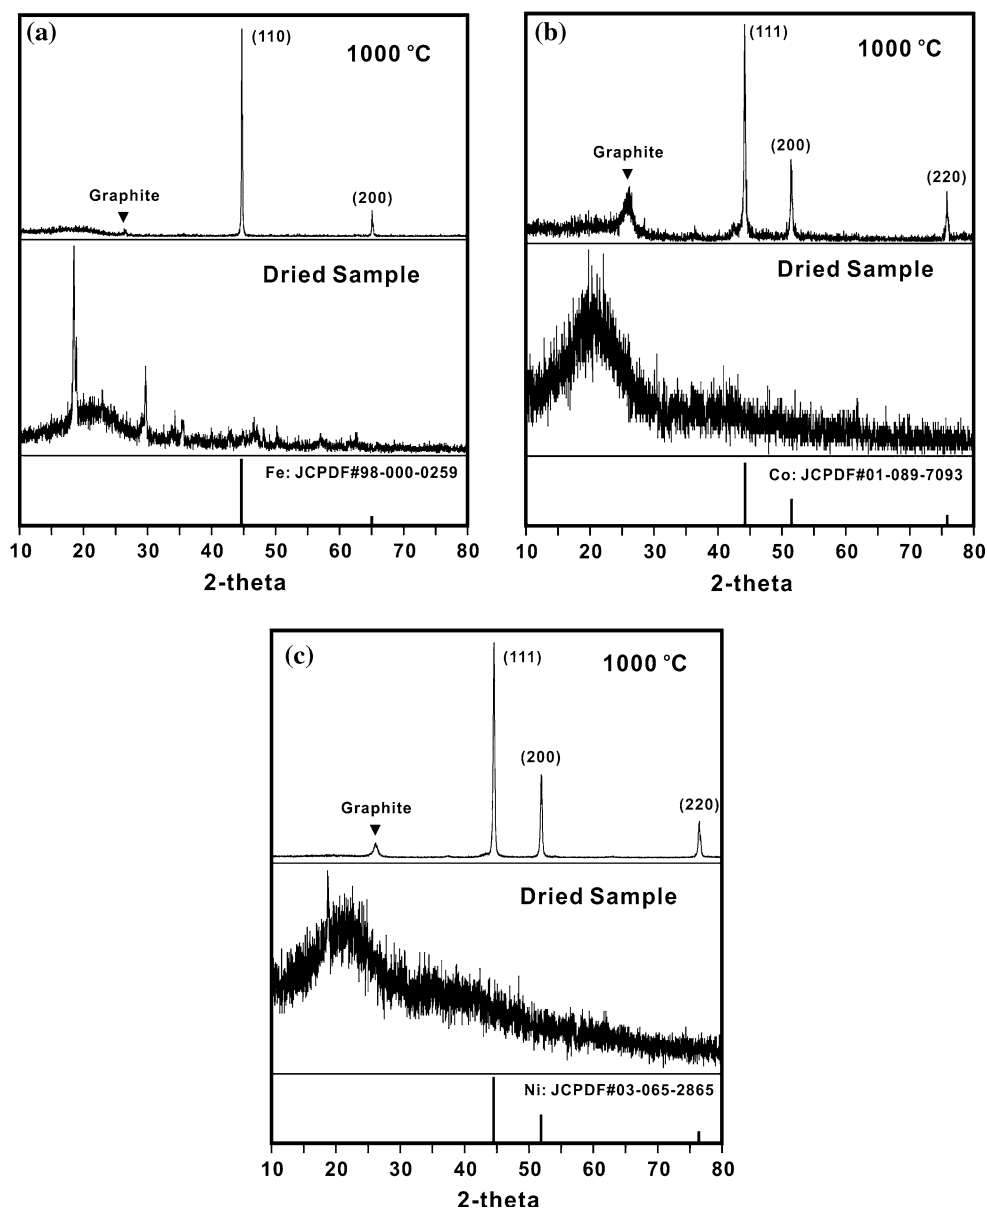 (a)
(110)
1000 °C
Graphite
(200)
Dried Sample
Fe: JCPDF#98-000-0259
10 20 30 40 50 60 70 80
2-theta
(b)
(111)
1000 °C
Graphite
(200)
(220)
Dried Sample
Co: JCPDF#01-089-7093
10 20 30 40 50 60 70 80
2-theta
(c)
(111)
1000 °C
(200)
Graphite
(220)
Dried Sample
Ni: JCPDF#03-065-2865
10 20 30 40 50 60 70 80
2-theta